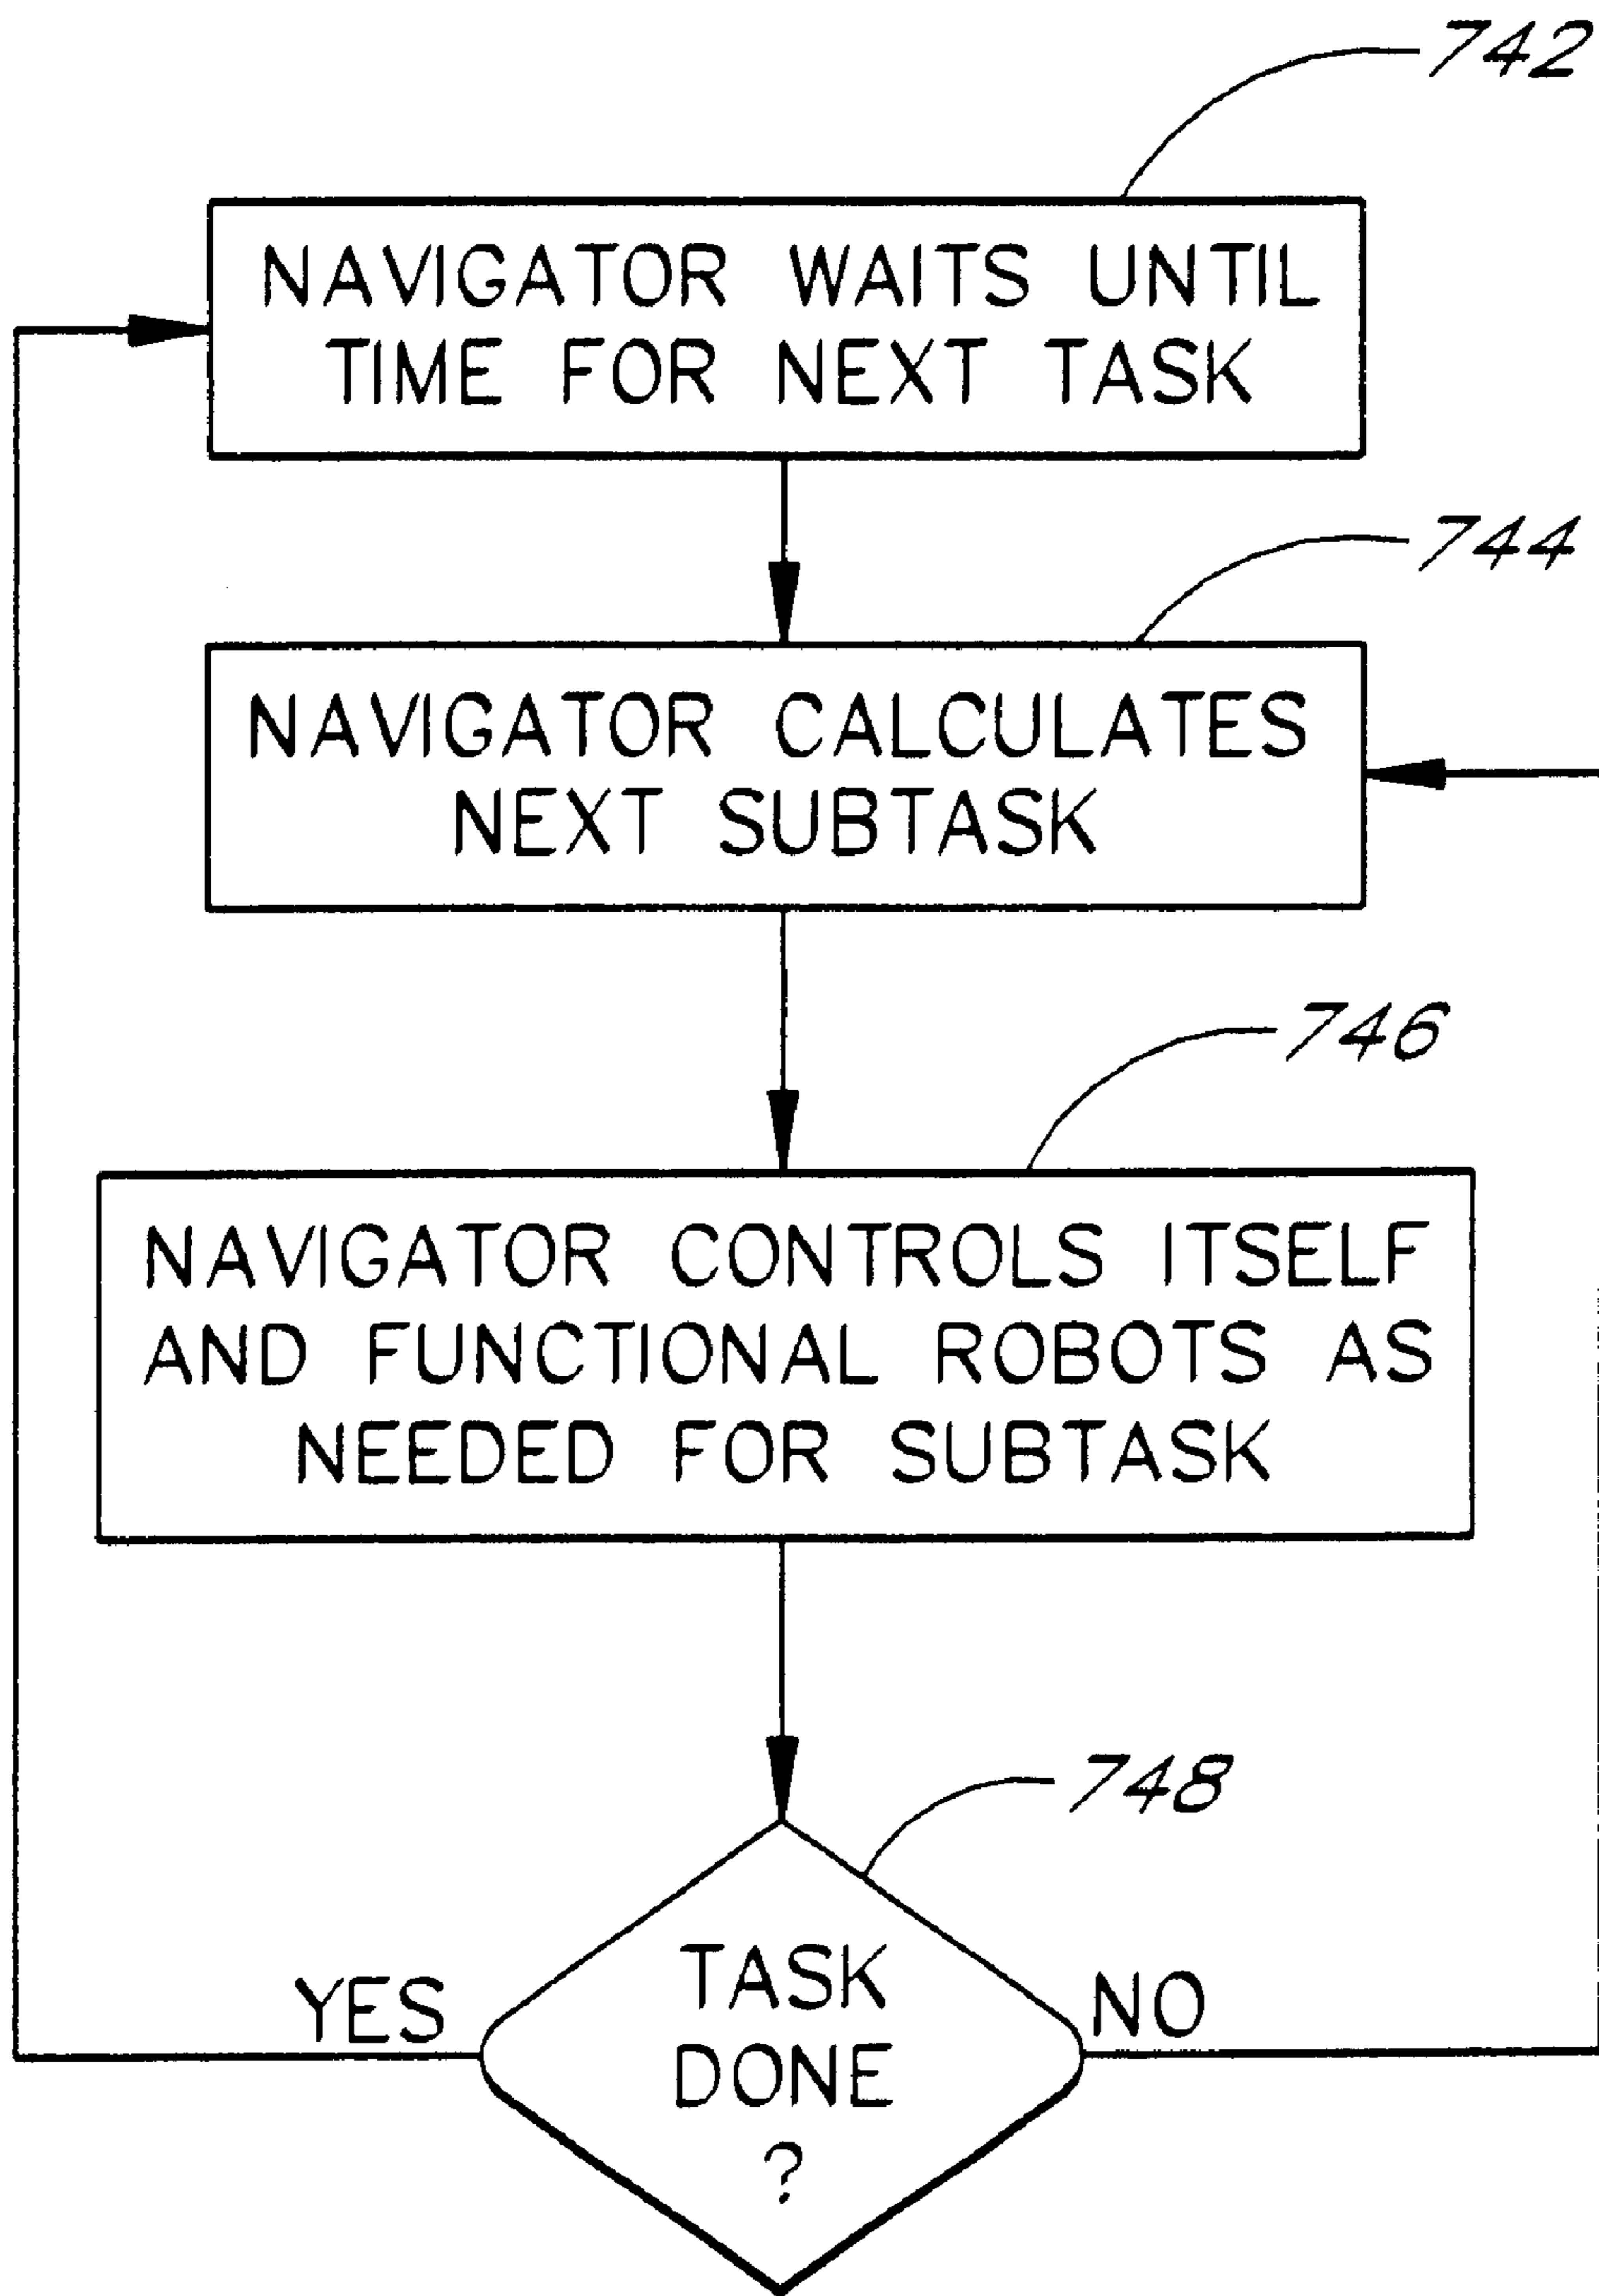 742
NAVIGATOR WAITS UNTIL
TIME FOR NEXT TASK
744
NAVIGATOR CALCULATES
NEXT SUBTASK
746
NAVIGATOR CONTROLS ITSELF
AND FUNCTIONAL ROBOTS AS
NEEDED FOR SUBTASK
748
TASK
DONE
?
YES
NO